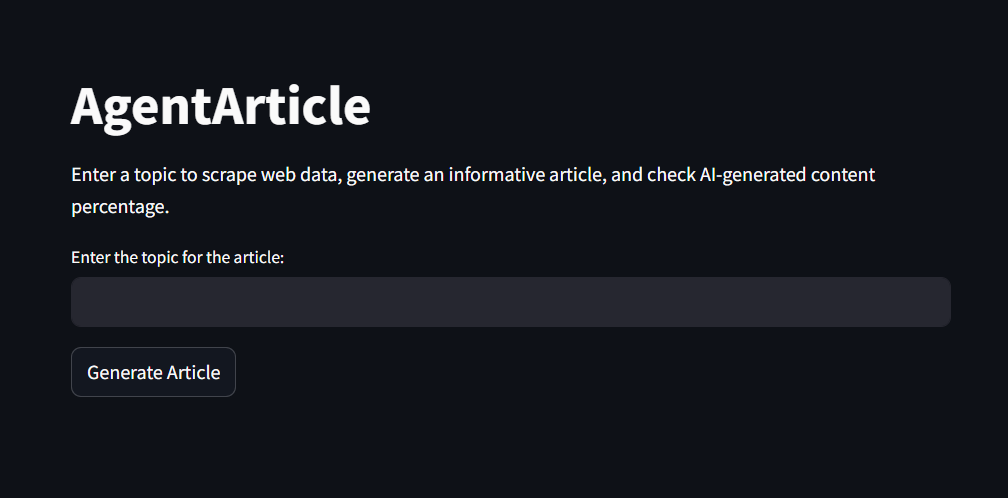 AgentArticle
Enter a topic to scrape web data, generate an informative article, and check AI-generated content
percentage.
Enter the topic for the article:
Generate Article